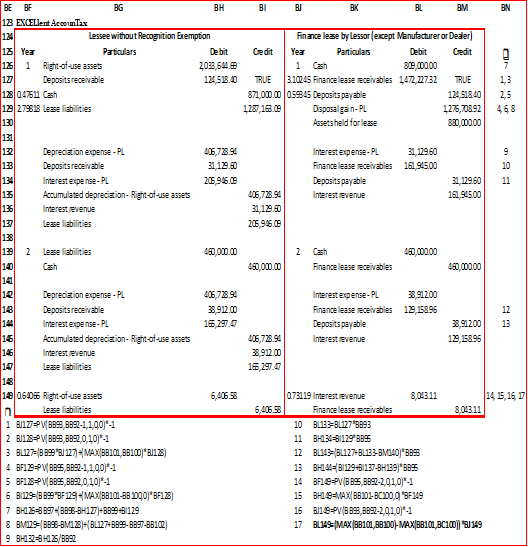 BE BF BG BH BI BJ BK BL BM BN
123 EXCELlent AccounTax
124 Lessee without Recognition Exemption Finance lease by Lessor (except Manufacturer or Dealer)
125 Year Particulars Debit Credit Year Particulars Debit Credit
126 1 Right-of-use assets 2,033,644.69 1 Cash 809,000.00 7
127 Deposits receivable 124,518.40 TRUE 3.10245 Finance lease receivables 1,472,227.32 TRUE 1, 3
128 0.47611 Cash 871,000.00 0.59345 Deposits payable 124,518.40 2, 5
129 2.79818 Lease liabilities 1,287,163.09 Disposal gain - PL 1,276,708.92 4, 6, 8
130 Assets held for lease 880,000.00
131
132 Depreciation expense - PL 406,728.94 Interest expense - PL 31,129.60 9
133 Deposits receivable 31,129.60 Finance lease receivables 161,945.00 10
134 Interest expense - PL 205,946.09 Deposits payable 31,129.60 11
135 Accumulated depreciation - Right-of-use assets 406,728.94 Interest revenue 161,945.00
136 Interest revenue 31,129.60
137 Lease liabilities 205,946.09
138
139 2 Lease liabilities 460,000.00 2 Cash 460,000.00
140 Cash 460,000.00 Finance lease receivables 460,000.00
141
142 Depreciation expense - PL 406,728.94 Interest expense - PL 38,912.00
143 Deposits receivable 38,912.00 Finance lease receivables 129,158.96 12
144 Interest expense - PL 165,297.47 Deposits payable 38,912.00 13
145 Accumulated depreciation - Right-of-use assets 406,728.94 Interest revenue 129,158.96
146 Interest revenue 38,912.00
147 Lease liabilities 165,297.47
148
149 0.64066 Right-of-use assets 6,406.58 0.73119 Interest revenue 8,043.11 14, 15, 16, 17
Lease liabilities 6,406.58 Finance lease receivables 8,043.11
1 BJ127=PV(BB93,BB92-1,1,0,0)*-1 10 BL133=BL127*BB93
2 BJ128=PV(BB93,BB92,0,1,0)*-1 11 BH134=BI129*BB95
3 BL127=(BB99*BJ127)+(MAX(BB101,BB100)*BJ128) 12 BL143=(BL127+BL133-BM140)*BB93
4 BF129=PV(BB95,BB92-1,1,0,0)*-1 13 BH144=(BI129+BI137-BH139)*BB95
5 BF128=PV(BB95,BB92,0,1,0)*-1 14 BF149=PV(BB95,BB92-2,0,1,0)*-1
6 BI129=(BB99*BF129)+(MAX(BB101-BB100,0)*BF128) 15 BH149=MAX(BB101-BC100,0)*BF149
7 BH126=BB97+(BB98-BH127)+BB99+BI129 16 BJ149=PV(BB93,BB92-2,0,1,0)*-1
8 BM129=(BB98-BM128)+(BL127+BB99-BB97-BB102) 17 BL149=(MAX(BB101,BB100)-MAX(BB101,BC100))*BJ149
9 BH132=BH126/BB92